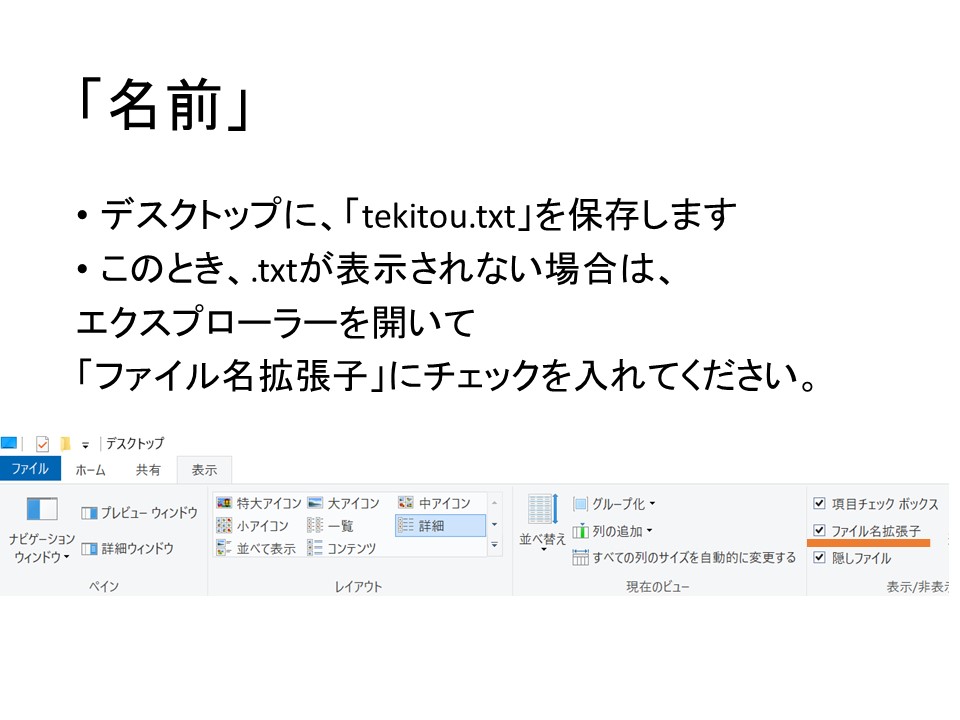 「名前」
• デスクトップに、「tekitou.txt」を保存します
• このとき、.txtが表示されない場合は、
エクスプローラーを開いて
「ファイル名拡張子」にチェックを入れてください。
デスクトップ
ファイル ホーム 共有 表示
ナビゲーション
ウィンドウ
プレビュー ウィンドウ
詳細ウィンドウ
ペイン
特大アイコン 大アイコン 中アイコン
小アイコン 一覧 詳細
並べて表示 コンテンツ
レイアウト
並べ替え
グループ化
列の追加
すべての列のサイズを自動的に変更する
現在のビュー
項目チェック ボックス
ファイル名拡張子
隠しファイル
表示/非表示